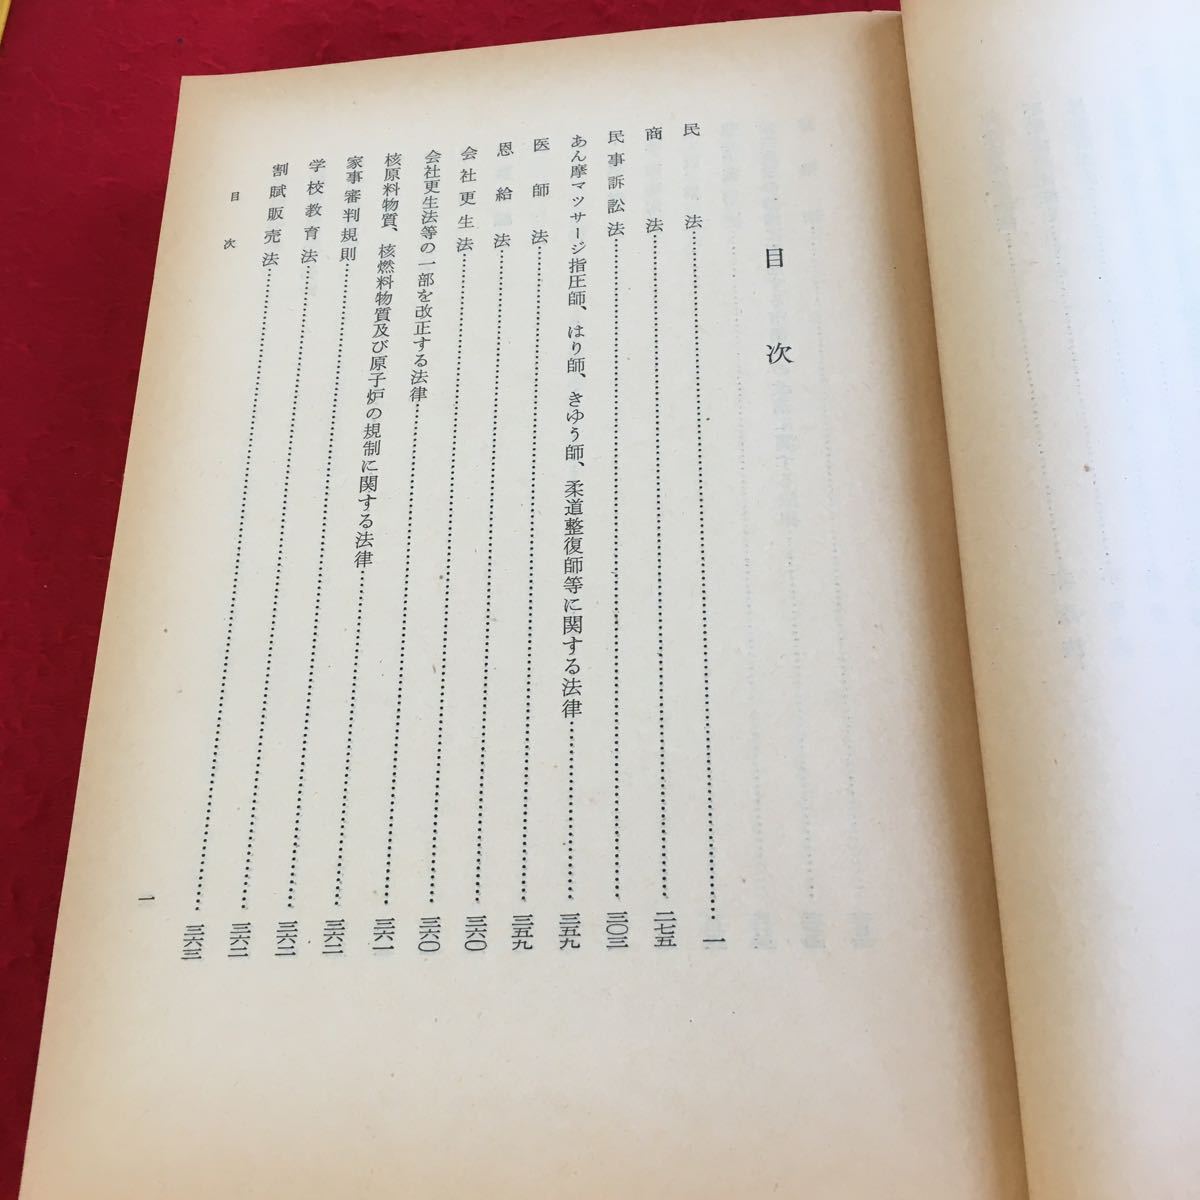 目次
民法……一
商法……二七五
民事訴訟法……三〇三
あん摩マツサージ指圧師、はり師、きゆう師、柔道整復師等に関する法律……三五九
医師法……三五九
恩給法……三六〇
会社更生法……三六〇
会社更生法等の一部を改正する法律……三六一
核原料物質、核燃料物質及び原子炉の規制に関する法律……三六二
家事審判規則……三六二
学校教育法……三六二
割賦販売法……三六三
目次
一